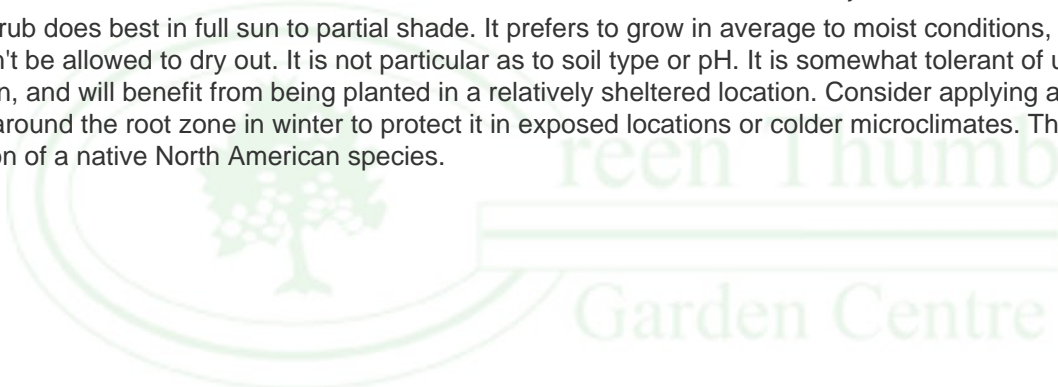 rub does best in full sun to partial shade. It prefers to grow in average to moist conditions,
n't be allowed to dry out. It is not particular as to soil type or pH. It is somewhat tolerant of u
n, and will benefit from being planted in a relatively sheltered location. Consider applying a
around the root zone in winter to protect it in exposed locations or colder microclimates. Th
on of a native North American species.
reen Thumb
Garden Centre